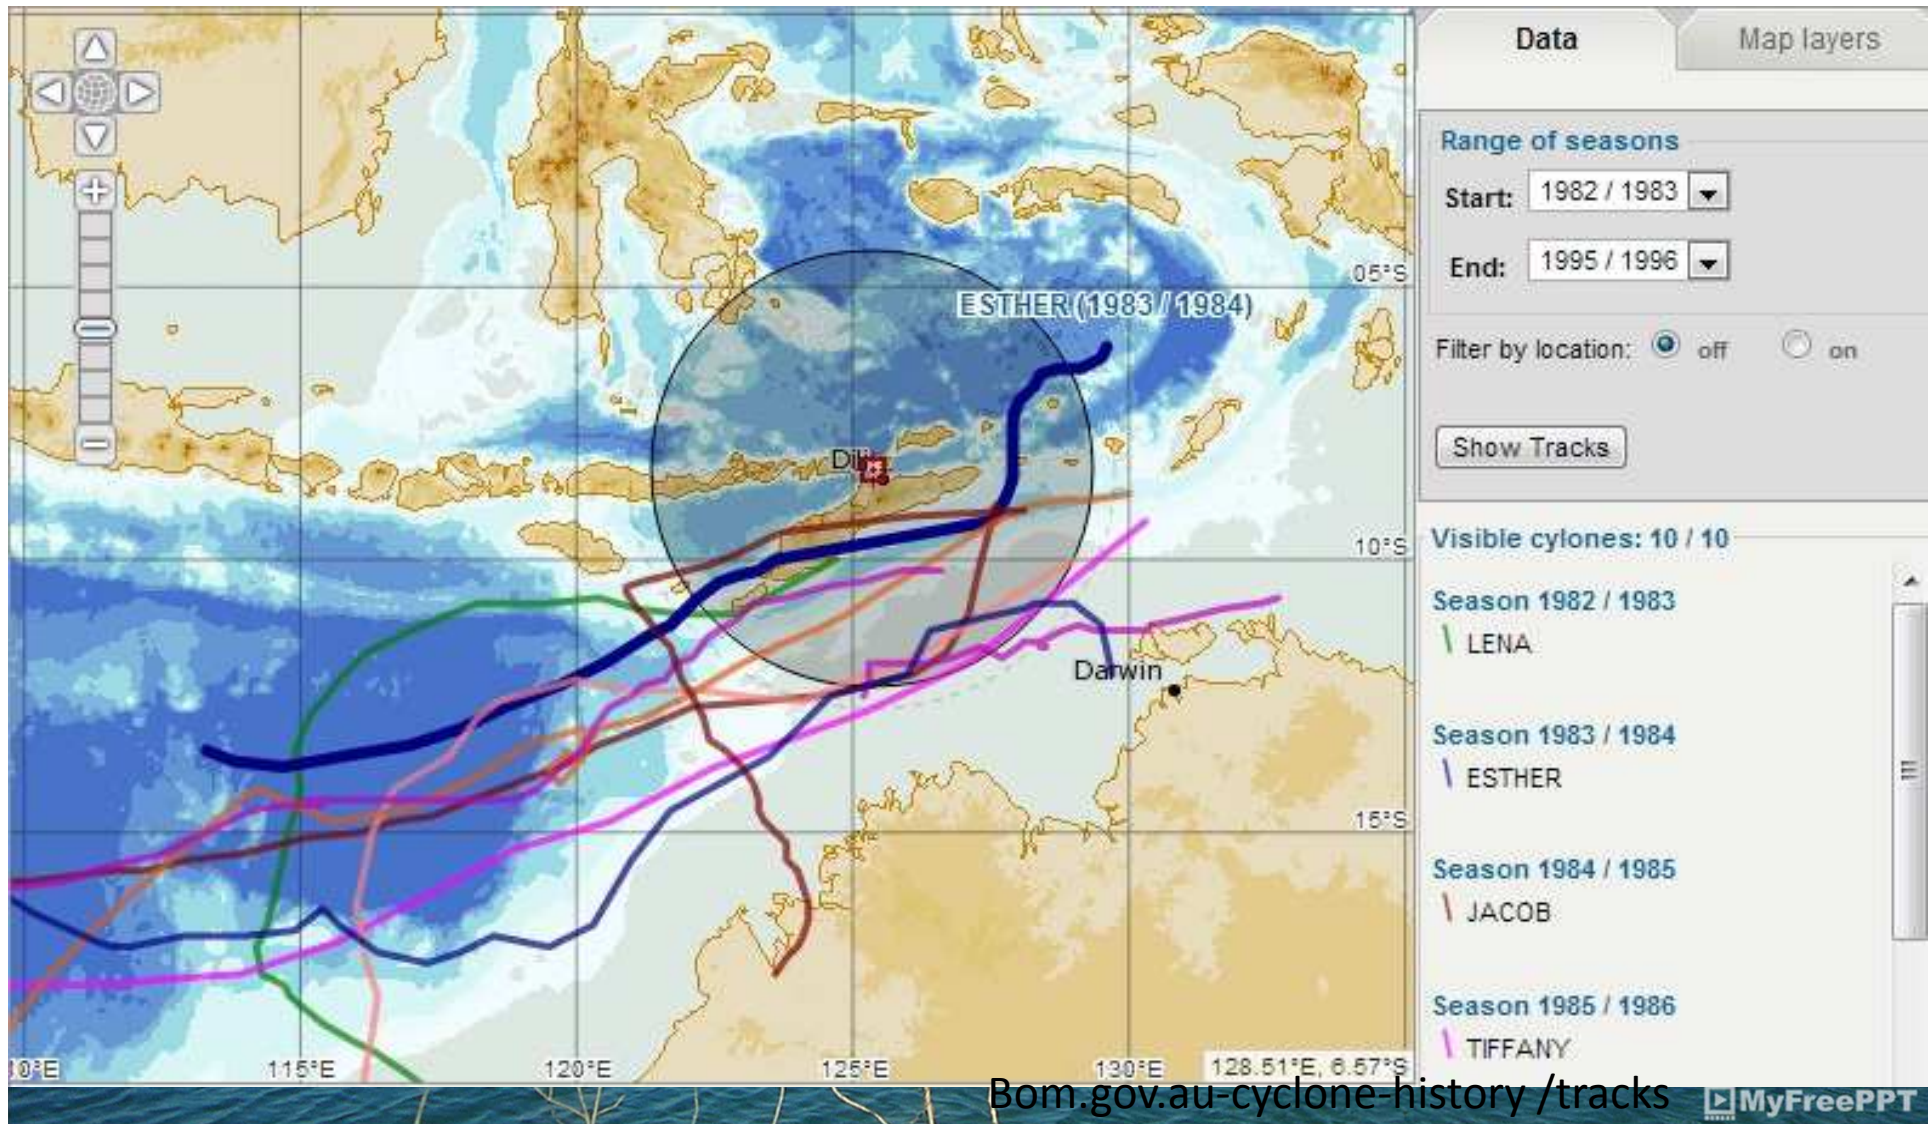 Data
Map layers
Range of seasons
Start: 1982 / 1983
End: 1995 / 1996
Filter by location: off on
Show Tracks
Visible cylones: 10 / 10
Season 1982 / 1983
LENA
Season 1983 / 1984
ESTHER
Season 1984 / 1985
JACOB
Season 1985 / 1986
TIFFANY
05°S
ESTHER (1983 / 1984)
Dili
10°S
Darwin
15°S
115°E 120°E 125°E 130°E 128.51°E, 6.57°S
Bom.gov.au-cyclone-history /tracks
MyFreePPT